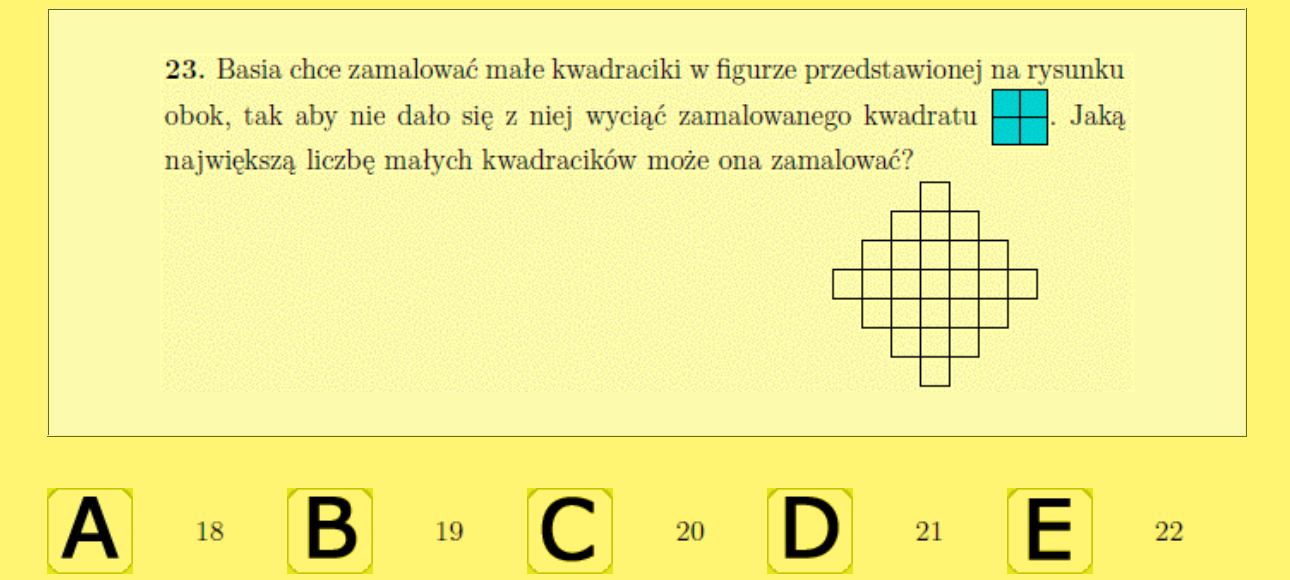 23. Basia chce zamalować małe kwadraciki w figurze przedstawionej na rysunku
obok, tak aby nie dało się z niej wyciąć zamalowanego kwadratu . Jaką
największą liczbę małych kwadracików może ona zamalować?
A 18 B 19 C 20 D 21 E 22